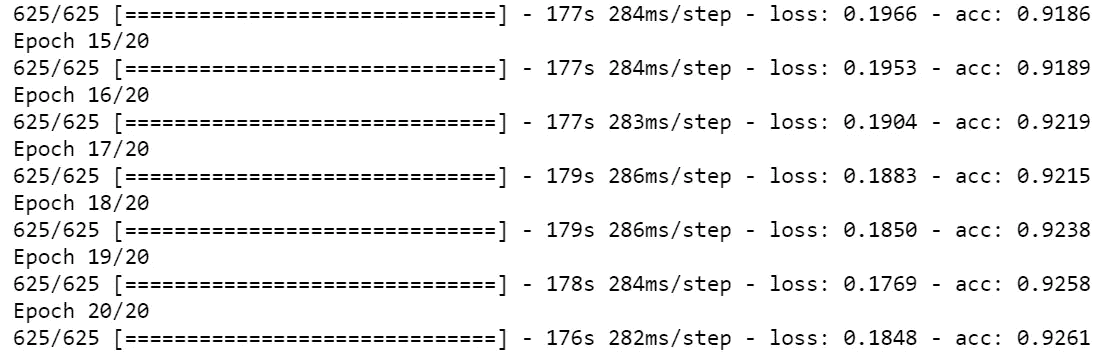 625/625 [==============================] - 177s 284ms/step - loss: 0.1966 - acc: 0.9186
Epoch 15/20
625/625 [==============================] - 177s 284ms/step - loss: 0.1953 - acc: 0.9189
Epoch 16/20
625/625 [==============================] - 177s 283ms/step - loss: 0.1904 - acc: 0.9219
Epoch 17/20
625/625 [==============================] - 179s 286ms/step - loss: 0.1883 - acc: 0.9215
Epoch 18/20
625/625 [==============================] - 179s 286ms/step - loss: 0.1850 - acc: 0.9238
Epoch 19/20
625/625 [==============================] - 178s 284ms/step - loss: 0.1769 - acc: 0.9258
Epoch 20/20
625/625 [==============================] - 176s 282ms/step - loss: 0.1848 - acc: 0.9261